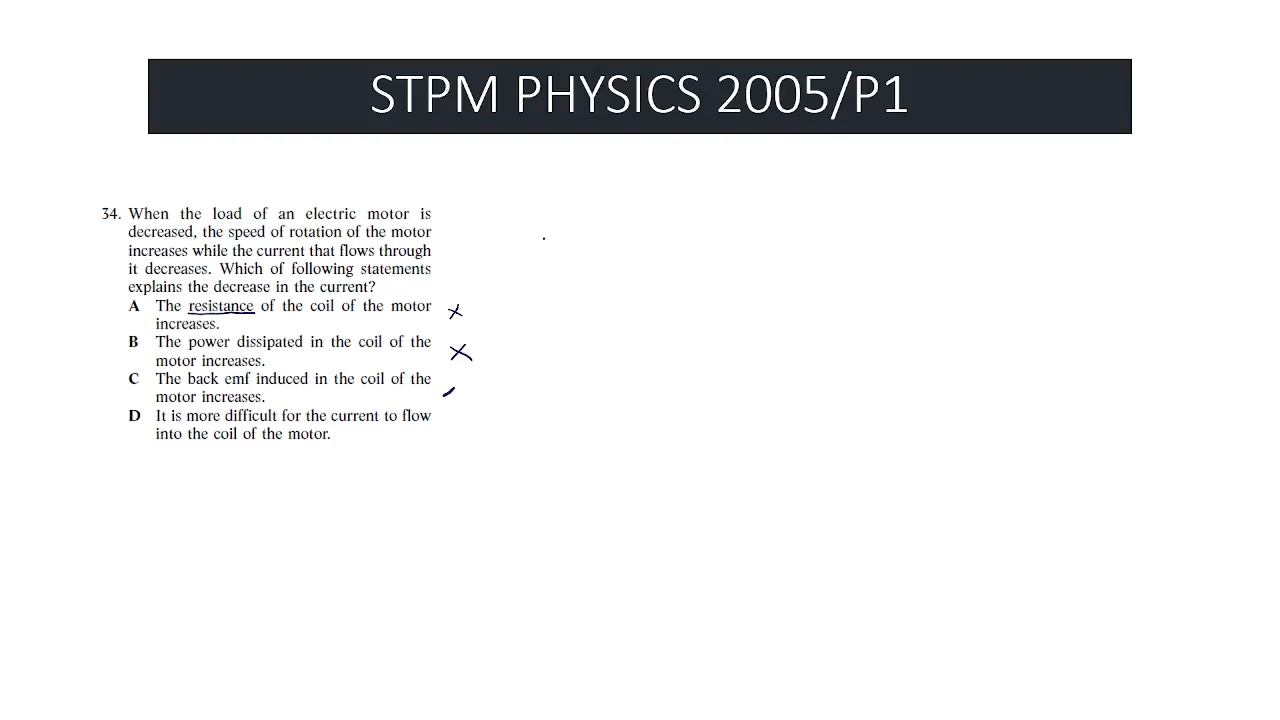 STPM PHYSICS 2005/P1
34. When the load of an electric motor is
decreased, the speed of rotation of the motor
increases while the current that flows through
it decreases. Which of following statements
explains the decrease in the current?
A The resistance of the coil of the motor
increases.
B The power dissipated in the coil of the
motor increases.
C The back emf induced in the coil of the
motor increases.
D It is more difficult for the current to flow
into the coil of the motor.